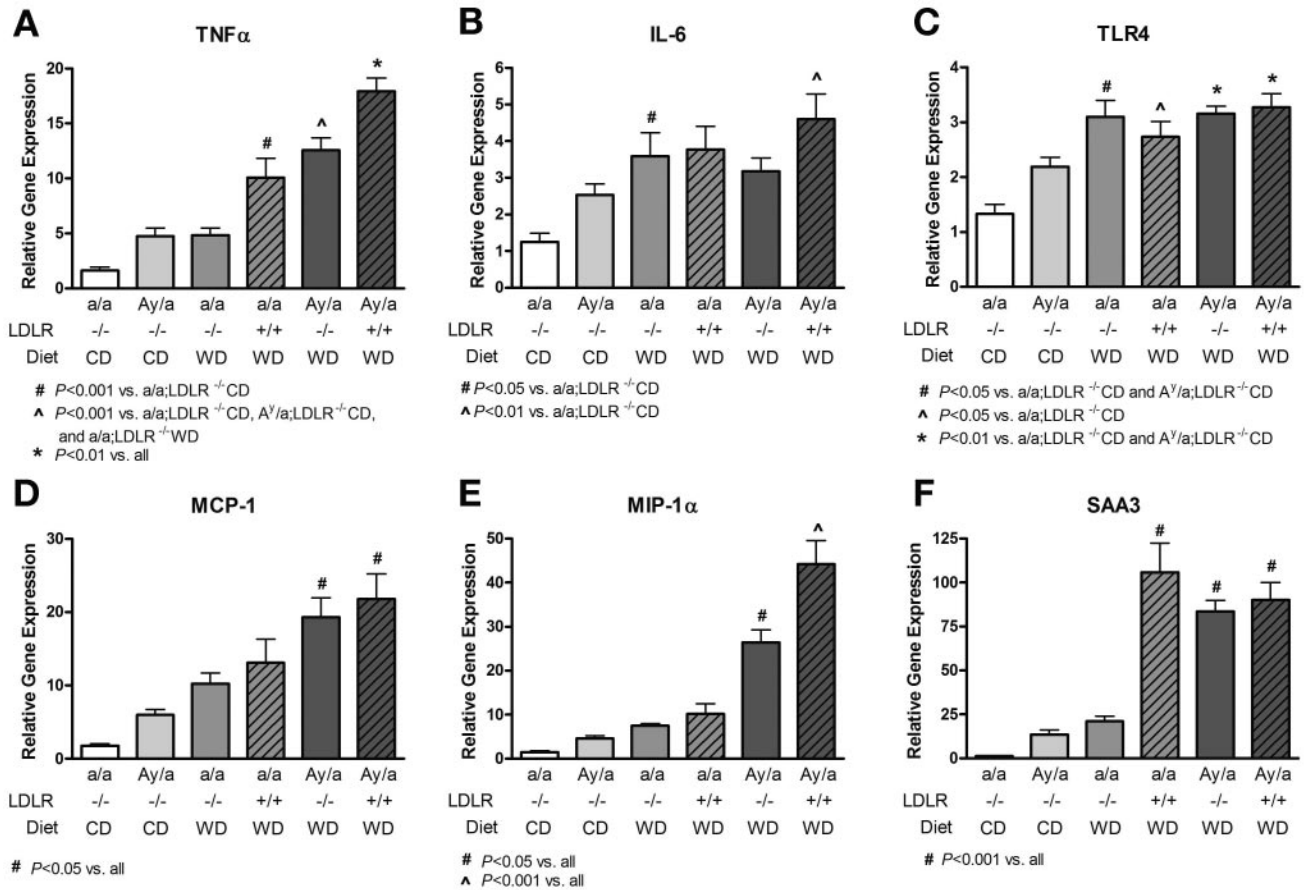 A
TNFα
Relative Gene Expression
20
15
10
5
0
#
^
*
a/a Ay/a a/a a/a Ay/a Ay/a
LDLR -/- -/- -/- +/+ -/- +/+
Diet CD CD WD WD WD WD
# P<0.001 vs. a/a;LDLR -/-CD
^ P<0.001 vs. a/a;LDLR -/-CD, Ay/a;LDLR-/-CD,
and a/a;LDLR-/-WD
* P<0.01 vs. all
B
IL-6
Relative Gene Expression
6
5
4
3
2
1
0
#
^
a/a Ay/a a/a a/a Ay/a Ay/a
-/- -/- -/- +/+ -/- +/+
Diet CD CD WD WD WD WD
# P<0.05 vs. a/a;LDLR -/-CD
^ P<0.01 vs. a/a;LDLR -/-CD
C
TLR4
Relative Gene Expression
4
3
2
1
0
#
^
*
*
a/a Ay/a a/a a/a Ay/a Ay/a
LDLR -/- -/- -/- +/+ -/- +/+
Diet CD CD WD WD WD WD
# P<0.05 vs. a/a;LDLR -/-CD and Ay/a;LDLR-/-CD
^ P<0.05 vs. a/a;LDLR -/-CD
* P<0.01 vs. a/a;LDLR -/-CD and Ay/a;LDLR-/-CD
D
MCP-1
Relative Gene Expression
30
20
10
0
#
#
a/a Ay/a a/a a/a Ay/a Ay/a
LDLR -/- -/- -/- +/+ -/- +/+
Diet CD CD WD WD WD WD
# P<0.05 vs. all
E
MIP-1α
Relative Gene Expression
50
40
30
20
10
0
#
^
a/a Ay/a a/a a/a Ay/a Ay/a
LDLR -/- -/- -/- +/+ -/- +/+
Diet CD CD WD WD WD WD
# P<0.05 vs. all
^ P<0.001 vs. all
F
SAA3
Relative Gene Expression
125
100
75
50
25
0
#
#
#
a/a Ay/a a/a a/a Ay/a Ay/a
LDLR -/- -/- -/- +/+ -/- +/+
Diet CD CD WD WD WD WD
# P<0.001 vs. all